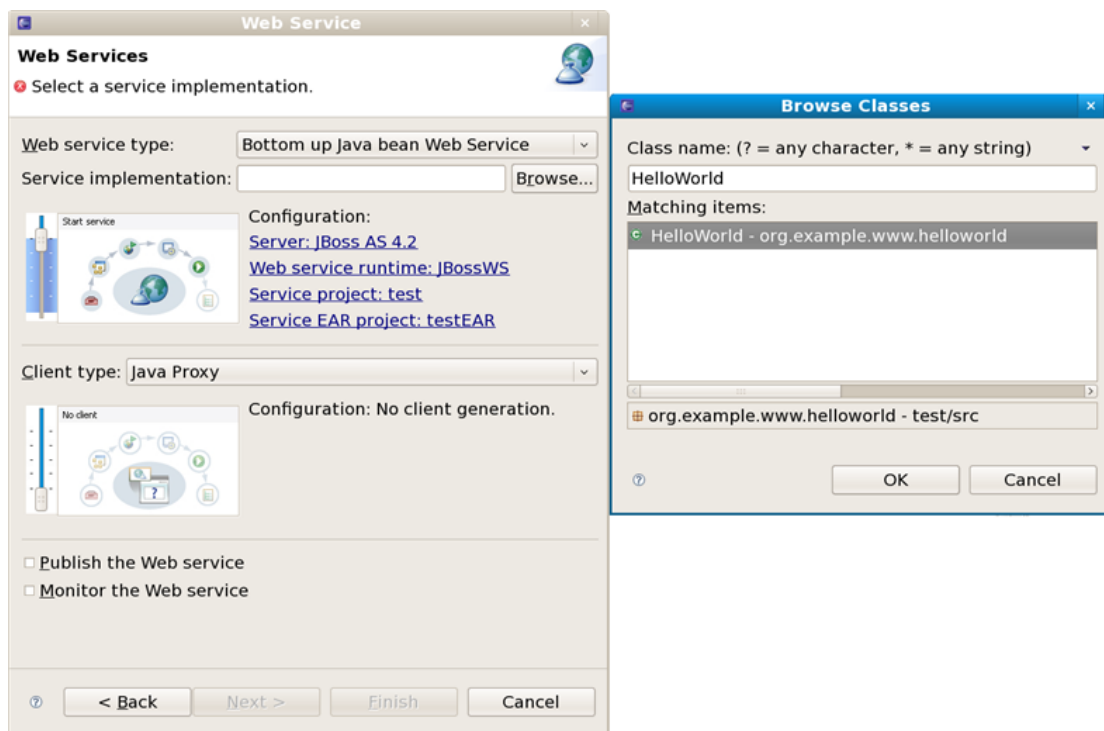 Web Service
Web Services
Select a service implementation.
Web service type: Bottom up Java bean Web Service
Service implementation: Browse...
Start service
Configuration:
Server: JBoss AS 4.2
Web service runtime: JBossWS
Service project: test
Service EAR project: testEAR
Client type: Java Proxy
No client
Configuration: No client generation.
Publish the Web service
Monitor the Web service
< Back Next > Finish Cancel
Browse Classes
Class name: (? = any character, * = any string)
HelloWorld
Matching items:
HelloWorld - org.example.www.helloworld
org.example.www.helloworld - test/src
OK Cancel